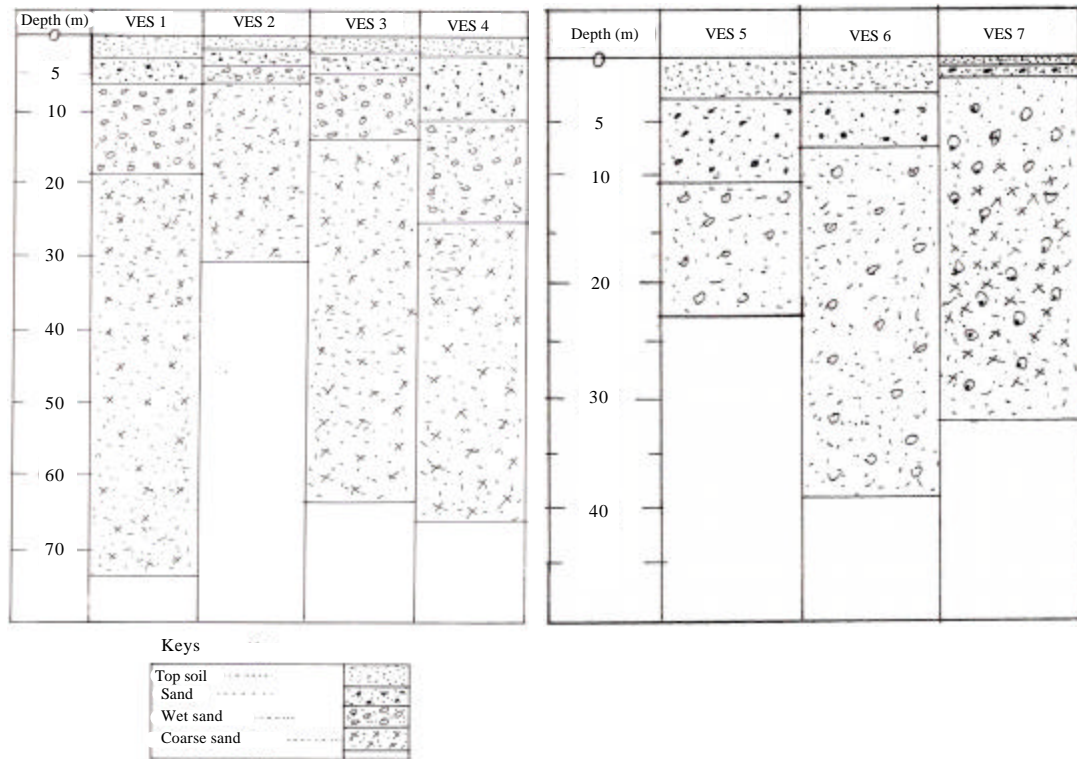 Depth (m) VES 1 VES 2 VES 3 VES 4
0
5
10
20
30
40
50
60
70
Depth (m) VES 5 VES 6 VES 7
0
5
10
20
30
40
Keys
Top soil
Sand
Wet sand
Coarse sand